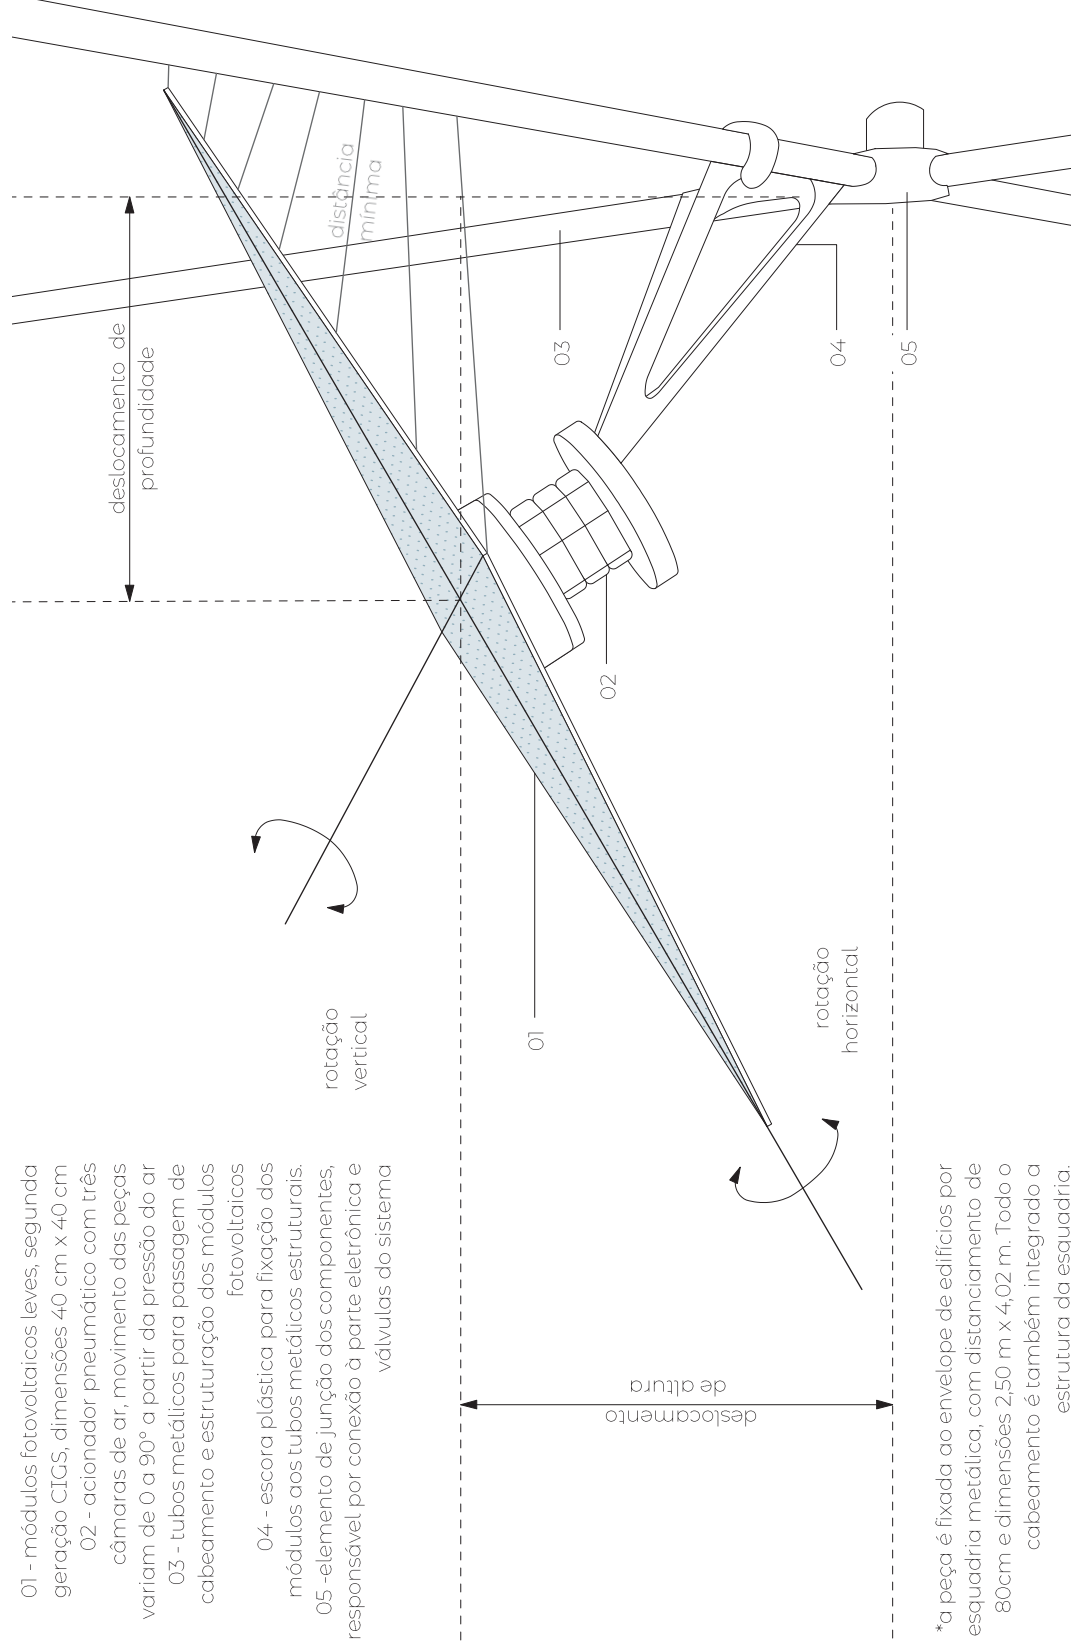 01 - módulos fotovoltaicos leves, segunda
geração CIGS, dimensões 40 cm x 40 cm
02 - acionador pneumático com três
câmaras de ar, movimento das peças
variam de 0 a 90º a partir da pressão do ar
03 - tubos metálicos para passagem de
cabeamento e estruturação dos módulos
fotovoltaicos
04 - escora plástica para fixação dos
módulos aos tubos metálicos estruturais.
05 -elemento de junção dos componentes,
responsável por conexão à parte eletrônica e
válvulas do sistema
rotação
vertical
deslocamento de
profundidade
distância
mínima
01
02
03
04
05
rotação
horizontal
deslocamento
de altura
*a peça é fixada ao envelope de edifícios por
esquadria metálica, com distanciamento de
80cm e dimensões 2,50 m x 4,02 m. Todo o
cabeamento é também integrado a
estrutura da esquadria.